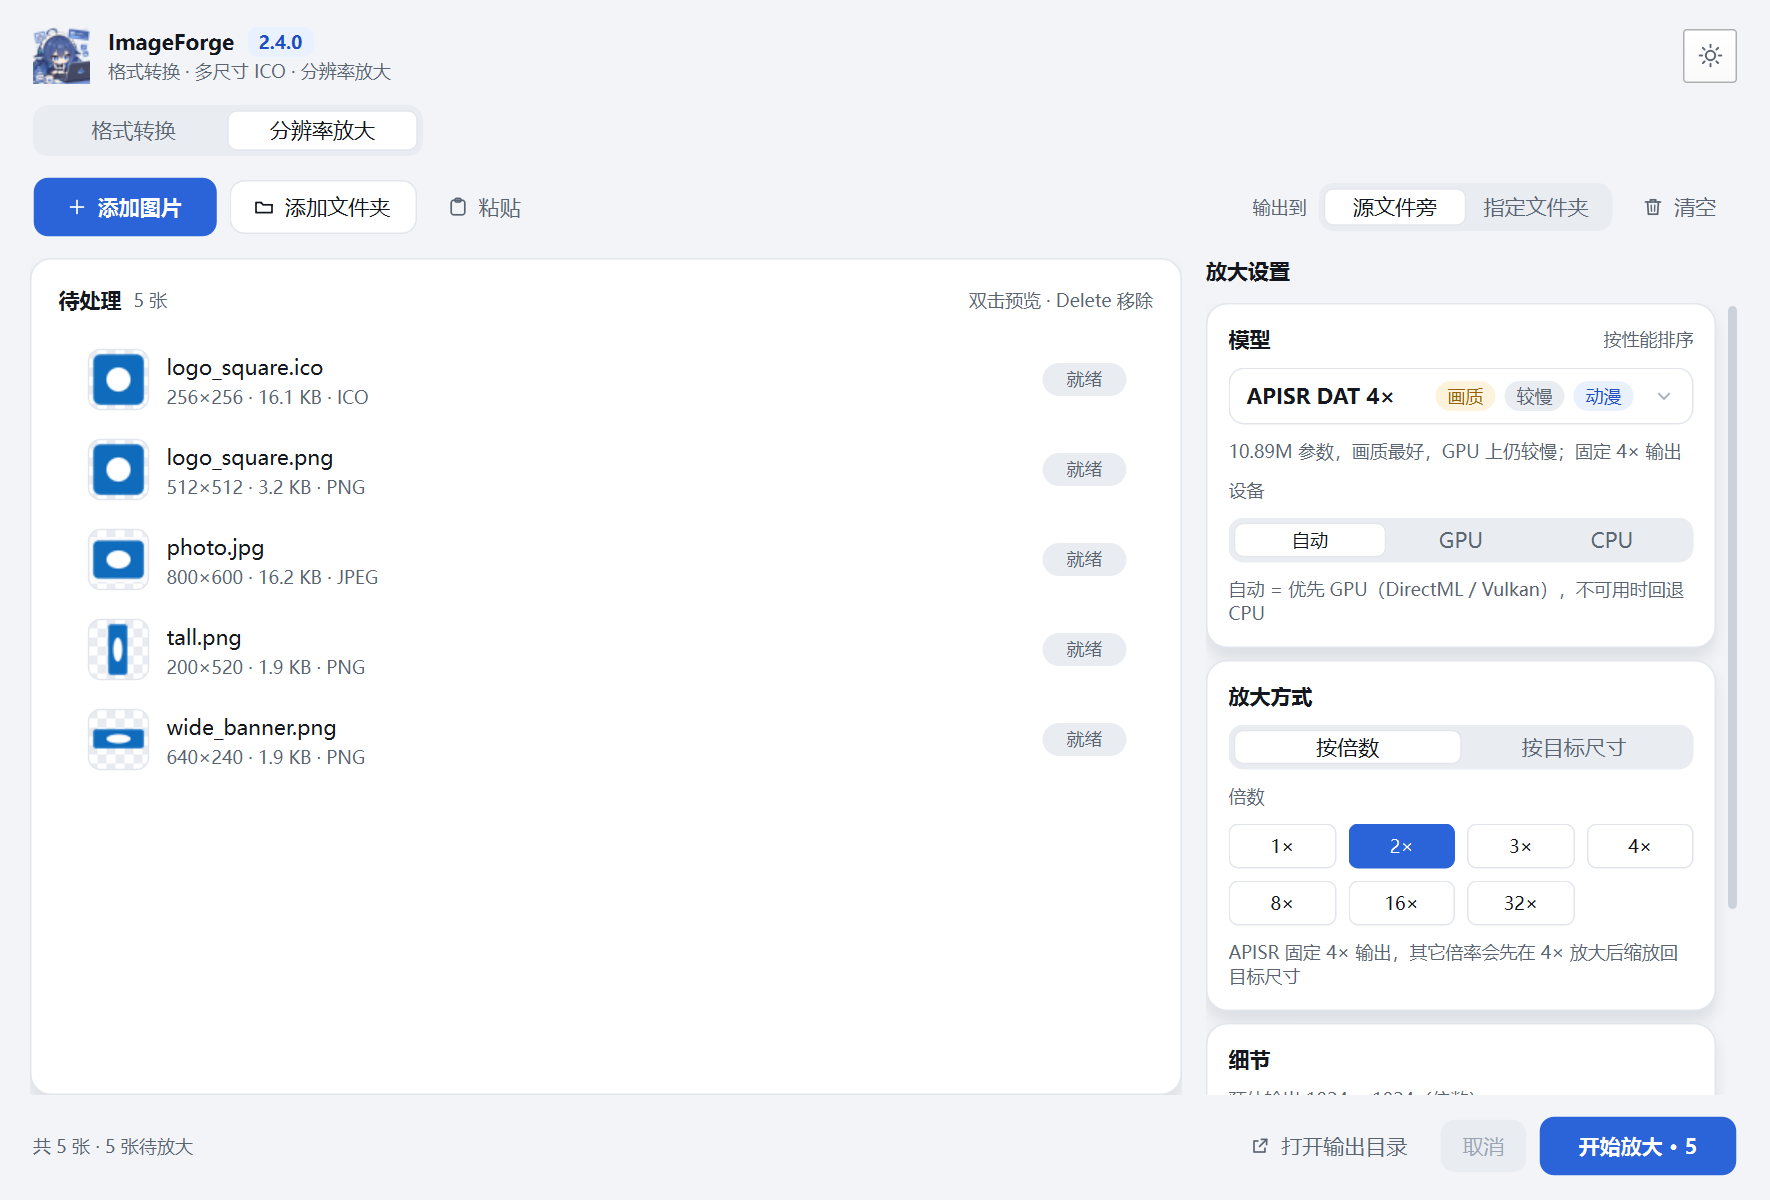 ImageForge 2.4.0
格式转换 · 多尺寸 ICO · 分辨率放大
格式转换 分辨率放大
添加图片 添加文件夹 粘贴 输出到 源文件旁 指定文件夹 清空
待处理 5 张 双击预览 · Delete 移除
logo_square.ico
256×256 · 16.1 KB · ICO
就绪
logo_square.png
512×512 · 3.2 KB · PNG
就绪
photo.jpg
800×600 · 16.2 KB · JPEG
就绪
tall.png
200×520 · 1.9 KB · PNG
就绪
wide_banner.png
640×240 · 1.9 KB · PNG
就绪
放大设置
模型 按性能排序
APISR DAT 4× 画质 较慢 动漫
10.89M 参数，画质最好，GPU 上仍较慢；固定 4× 输出
设备
自动 GPU CPU
自动 = 优先 GPU（DirectML / Vulkan），不可用时回退
CPU
放大方式
按倍数 按目标尺寸
倍数
1× 2× 3× 4×
8× 16× 32×
APISR 固定 4× 输出，其它倍率会先在 4× 放大后缩放回
目标尺寸
细节
共 5 张 · 5 张待放大 打开输出目录 取消 开始放大 • 5